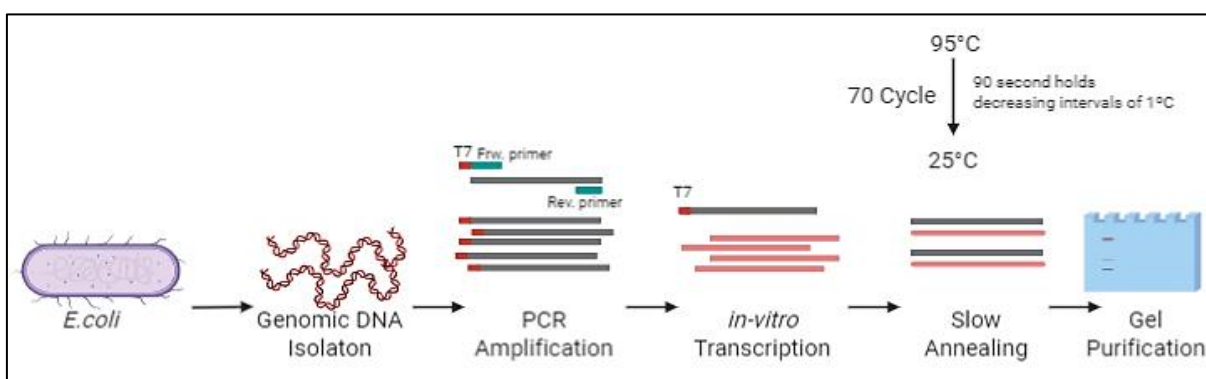 95°C
70 Cycle
90 second holds
decreasing intervals of 1ºC
25°C
T7 Frw. primer
Rev. primer
T7
E.coli
Genomic DNA
Isolaton
PCR
Amplification
in-vitro
Transcription
Slow
Annealing
Gel
Purification